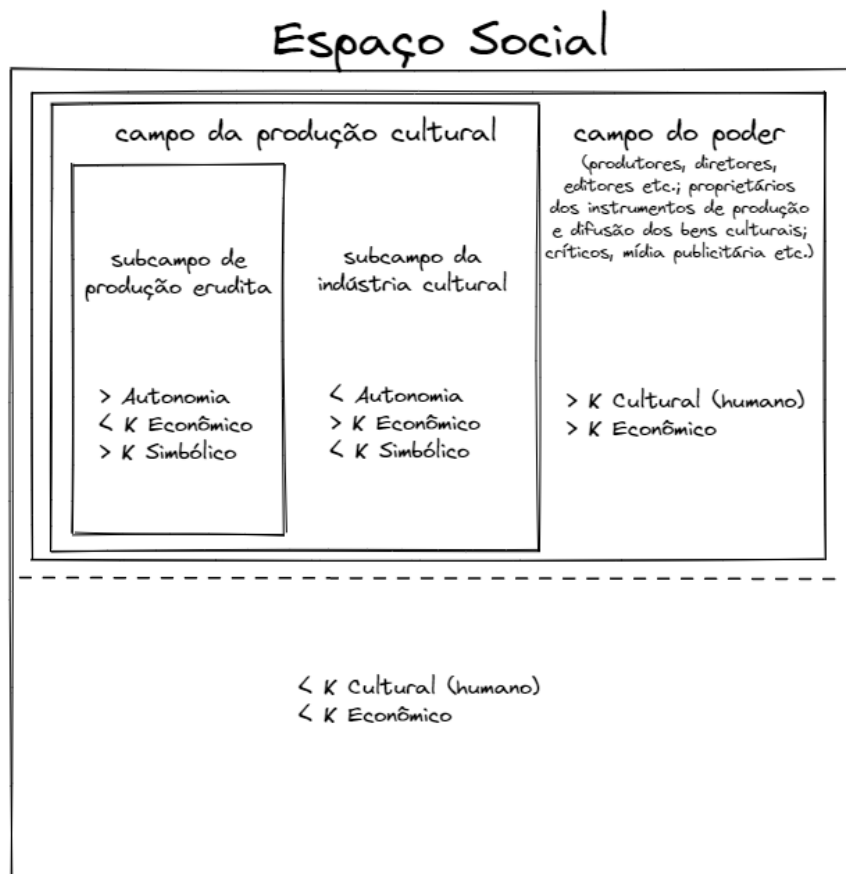 Espaço Social
campo da produção cultural
campo do poder
(produtores, diretores,
editores etc.; proprietários
dos instrumentos de produção
e difusão dos bens culturais;
críticos, mídia publicitária etc.)
subcampo de
produção erudita
subcampo da
indústria cultural
> Autonomia
< K Econômico
> K Simbólico
< Autonomia
> K Econômico
< K Simbólico
> K Cultural (humano)
> K Econômico
< K Cultural (humano)
< K Econômico